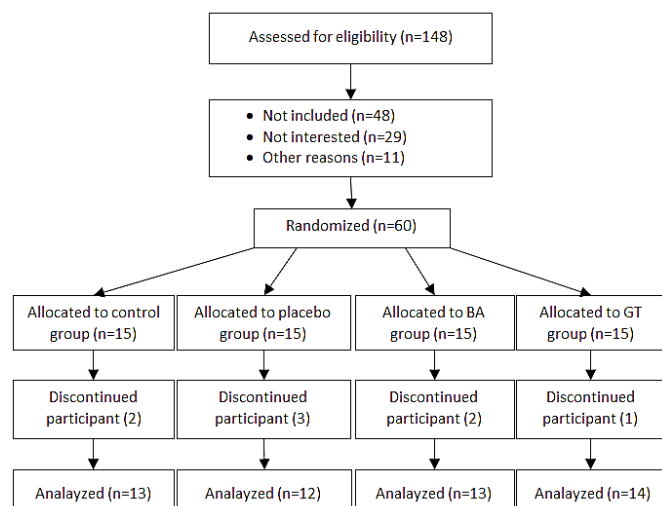 Assessed for eligibility (n=148)
• Not included (n=48)
• Not interested (n=29)
• Other reasons (n=11)
Randomized (n=60)
Allocated to control
group (n=15)
Allocated to placebo
group (n=15)
Allocated to BA
group (n=15)
Allocated to GT
group (n=15)
Discontinued
participant (2)
Discontinued
participant (3)
Discontinued
participant (2)
Discontinued
participant (1)
Analayzed (n=13)
Analayzed (n=12)
Analayzed (n=13)
Analayzed (n=14)